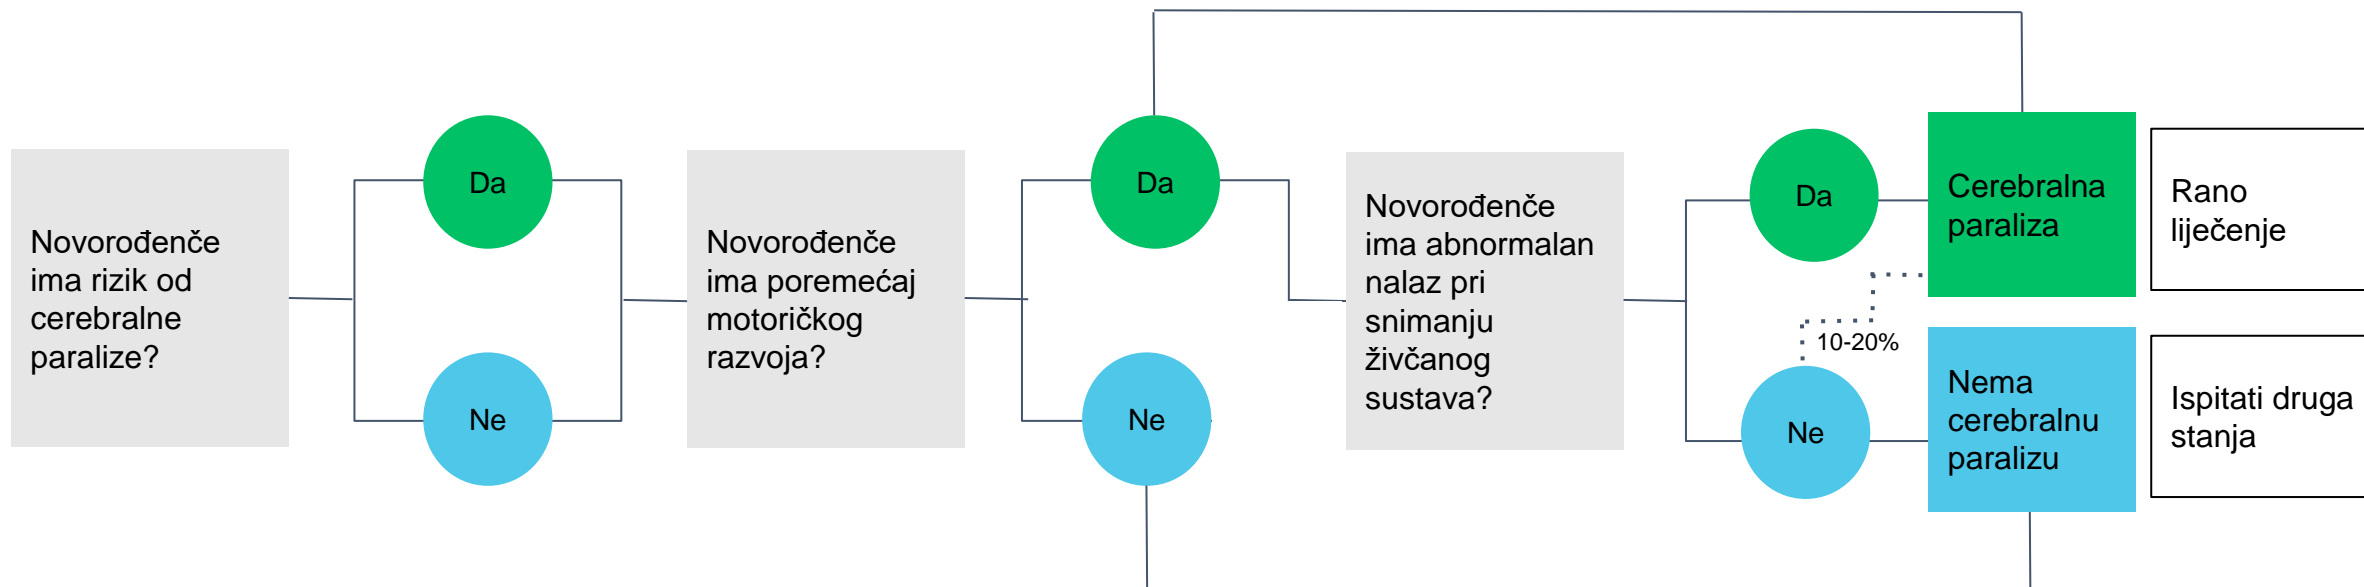 Novorođenče
ima rizik od
cerebralne
paralize?
Da
Ne
Novorođenče
ima poremećaj
motoričkog
razvoja?
Da
Ne
Novorođenče
ima abnormalan
nalaz pri
snimanju
živčanog
sustava?
Da
10-20%
Ne
Cerebralna
paraliza
Nema
cerebralnu
paralizu
Rano
liječenje
Ispitati druga
stanja